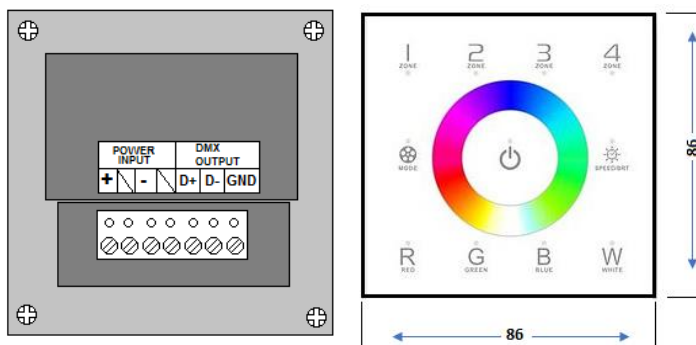 POWER INPUT
DMX OUTPUT
+ - D+ D- GND
1 2 3 4
ZONE ZONE ZONE ZONE
MODE
SPEED/BRT
R G B W
RED GREEN BLUE WHITE
86
86